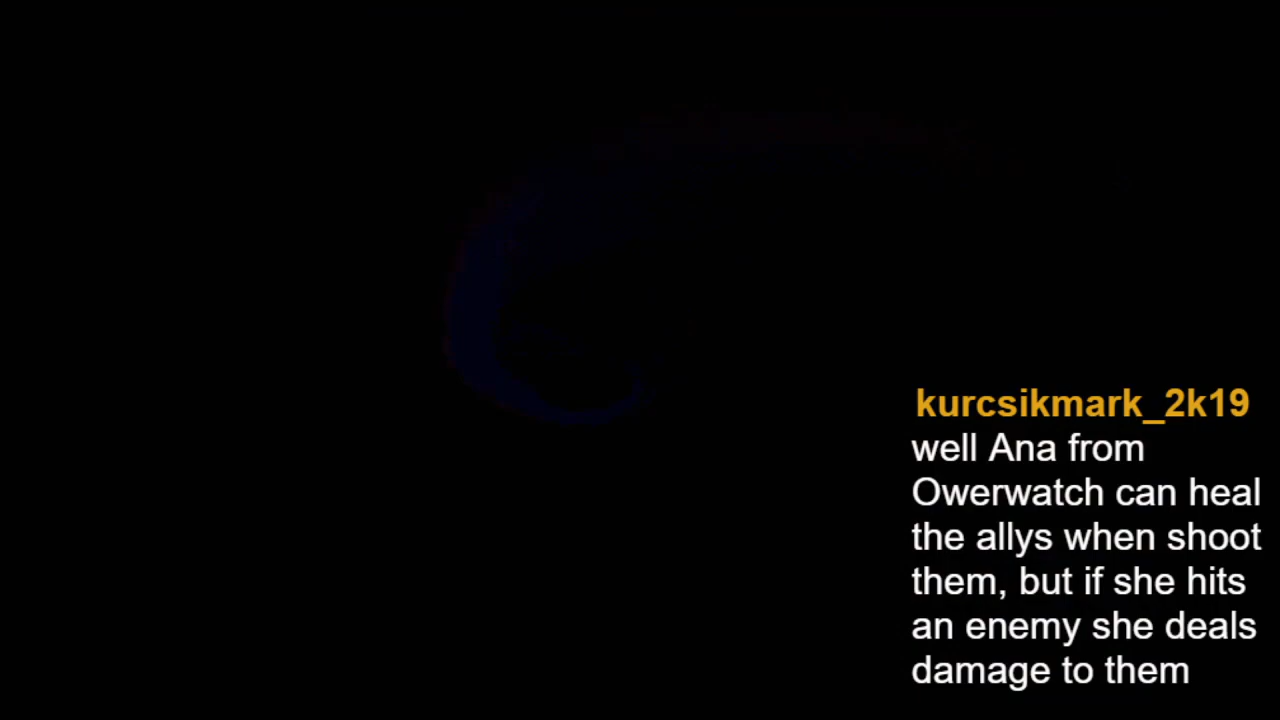 kurcsikmark_2k19
well Ana from
Owerwatch can heal
the allys when shoot
them, but if she hits
an enemy she deals
damage to them